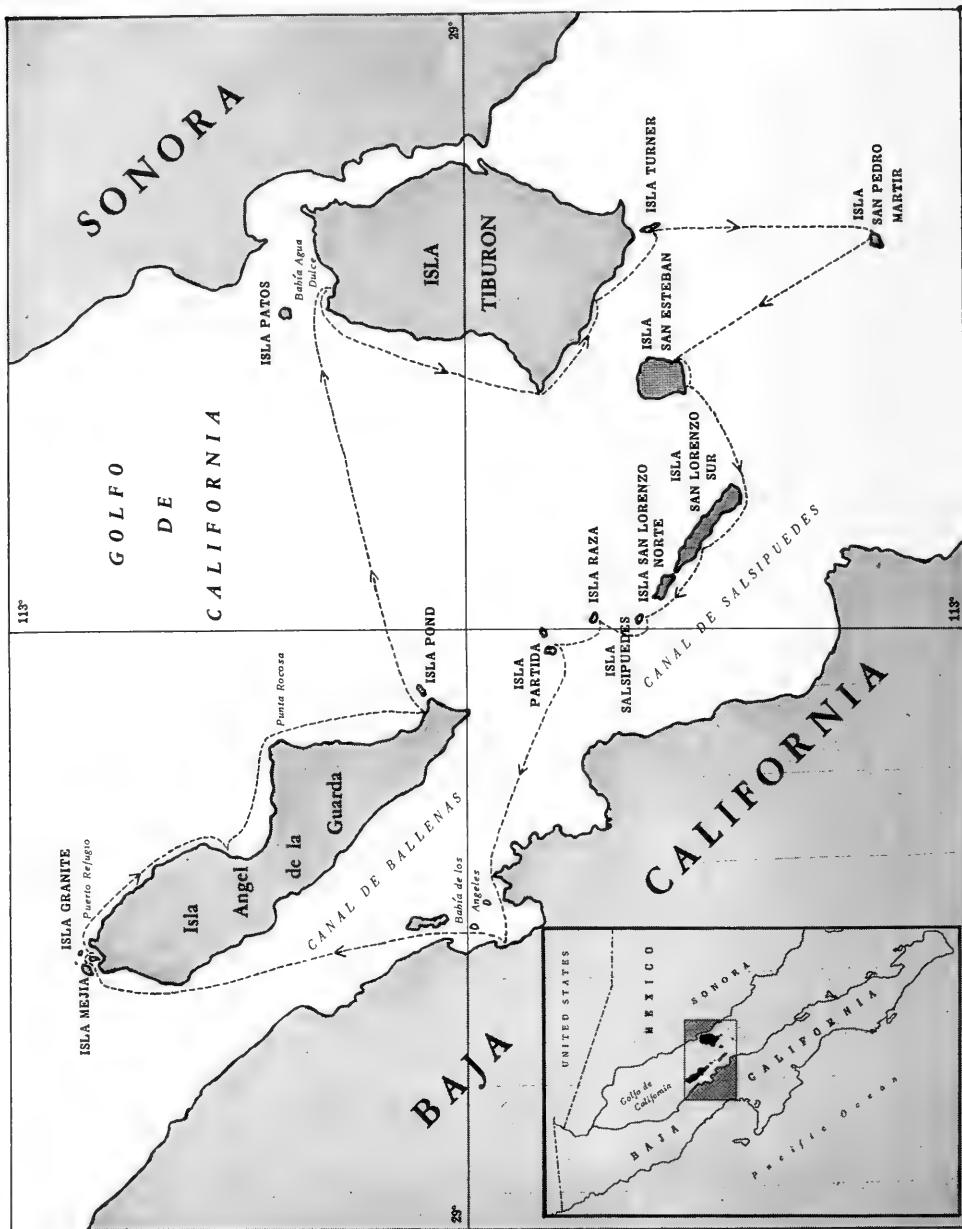 SONORA
29°
GOLFO
DE
CALIFORNIA
113°
ISLA PATOS
Bahía Agua
Dulce
ISLA
TIBURON
ISLA TURNER
ISLA
SAN PEDRO
MARTIR
ISLA
SAN ESTEBAN
ISLA
SAN LORENZO
SUR
ISLA SAN LORENZO
NORTE
ISLA RAZA
ISLA
SALSIPUEDES
ISLA
PARTIDA
CANAL DE SALSIPUEDES
113°
ISLA POND
Punta Rocosa
ISLA GRANITE
Puerto Refugio
ISLA MEJIA
Isla
Angel
de la
Guarda
CANAL DE BALLENAS
Bahía de los
Angeles
BAJA
CALIFORNIA
29°
UNITED STATES
MEXICO
SONORA
Golfo de
California
BAJA
CALIFORNIA
Pacific Ocean